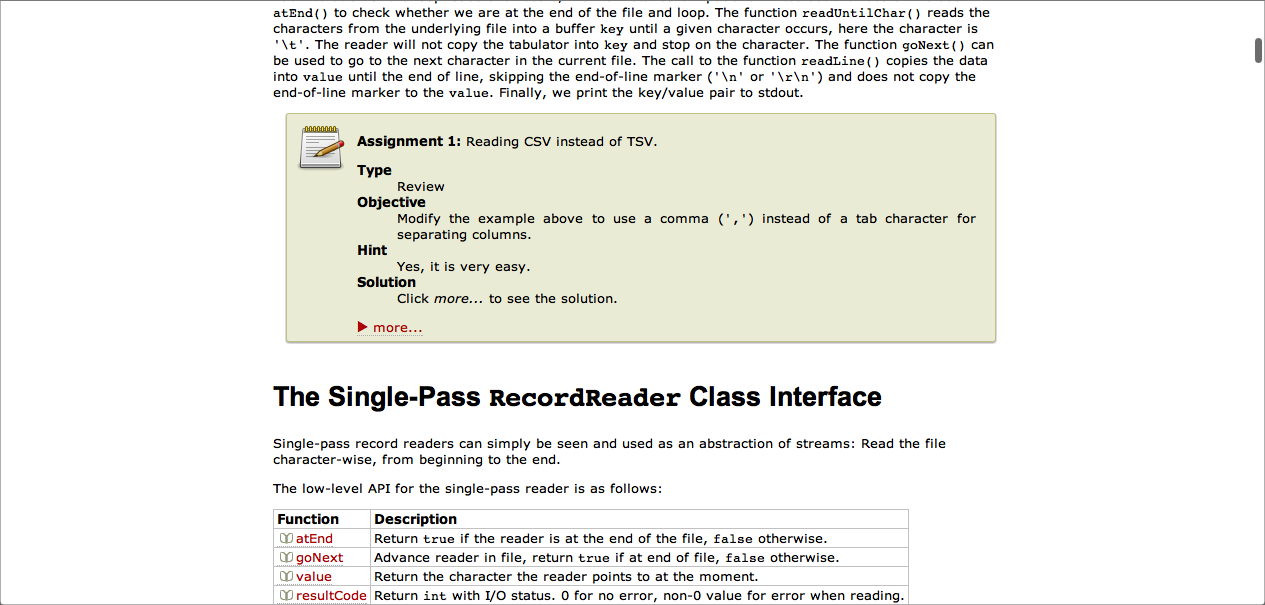 atEnd() to check whether we are at the end of the file and loop. The function readUntilChar() reads the
characters from the underlying file into a buffer key until a given character occurs, here the character is
'\t'. The reader will not copy the tabulator into key and stop on the character. The function goNext() can
be used to go to the next character in the current file. The call to the function readLine() copies the data
into value until the end of line, skipping the end-of-line marker ('\n' or '\r\n') and does not copy the
end-of-line marker to the value. Finally, we print the key/value pair to stdout.
Assignment 1: Reading CSV instead of TSV.
Type
Review
Objective
Modify the example above to use a comma (',') instead of a tab character for
separating columns.
Hint
Yes, it is very easy.
Solution
Click more... to see the solution.
more...
The Single-Pass RecordReader Class Interface
Single-pass record readers can simply be seen and used as an abstraction of streams: Read the file
character-wise, from beginning to the end.
The low-level API for the single-pass reader is as follows:
Function Description
atEnd Return true if the reader is at the end of the file, false otherwise.
goNext Advance reader in file, return true if at end of file, false otherwise.
value Return the character the reader points to at the moment.
resultCode Return int with I/O status. 0 for no error, non-0 value for error when reading.